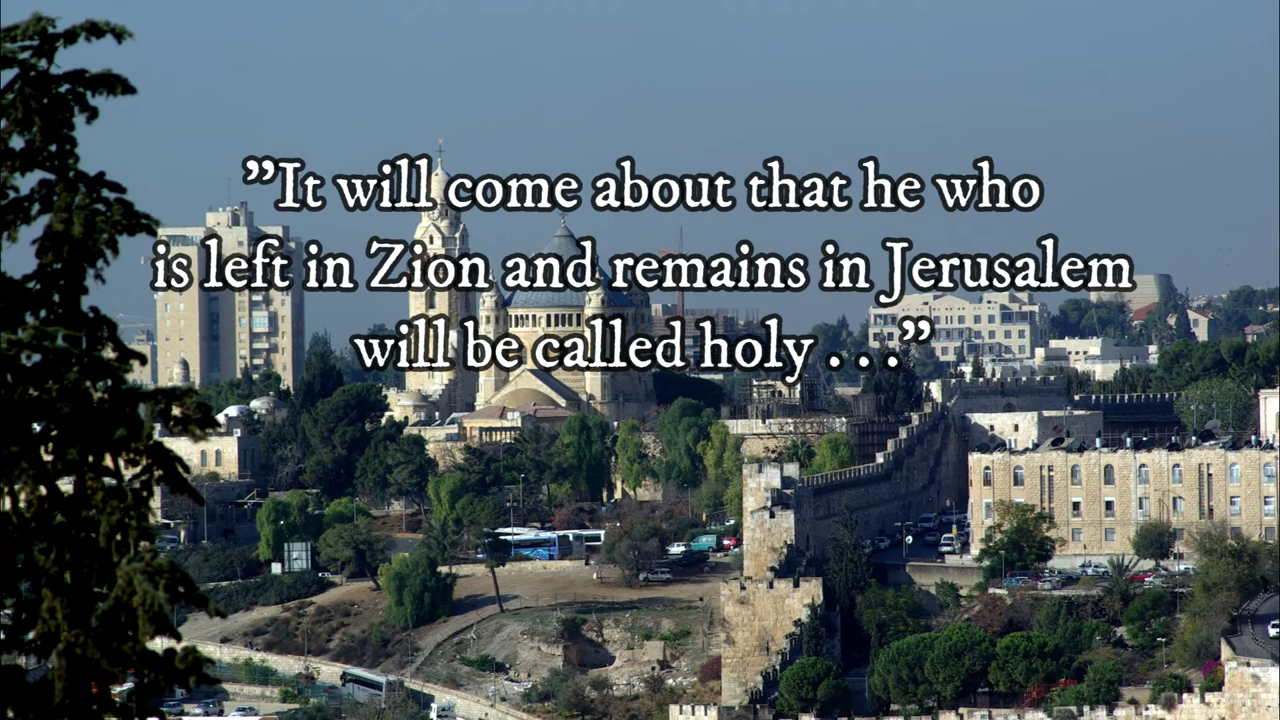 ”It will come about that he who
is left in Zion and remains in Jerusalem
will be called holy . . .”